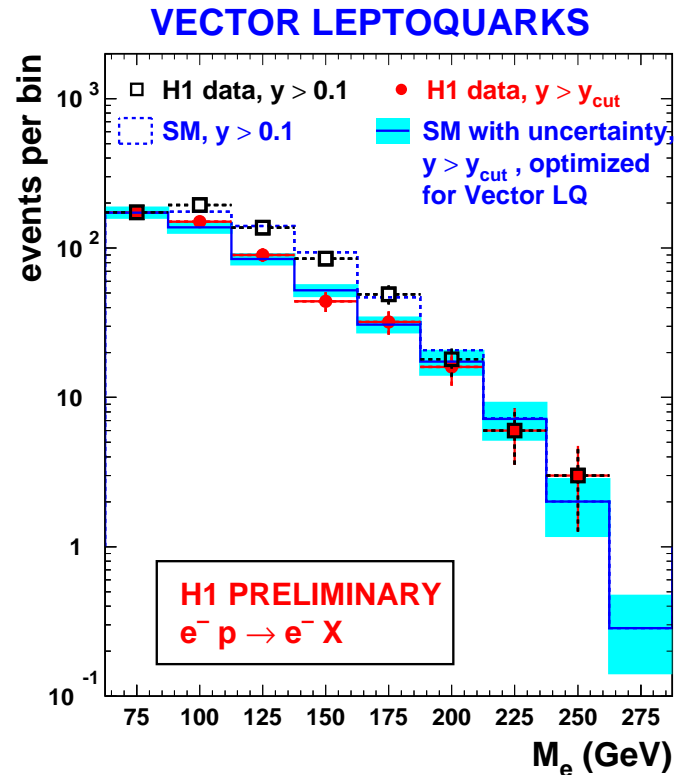 VECTOR LEPTOQUARKS
events per bin
H1 data, y > 0.1
H1 data, y > y_cut
SM, y > 0.1
SM with uncertainty,
y > y_cut , optimized
for Vector LQ
10^3
10^2
10
1
10^-1
H1 PRELIMINARY
e^- p → e^- X
75 100 125 150 175 200 225 250 275
M_e (GeV)